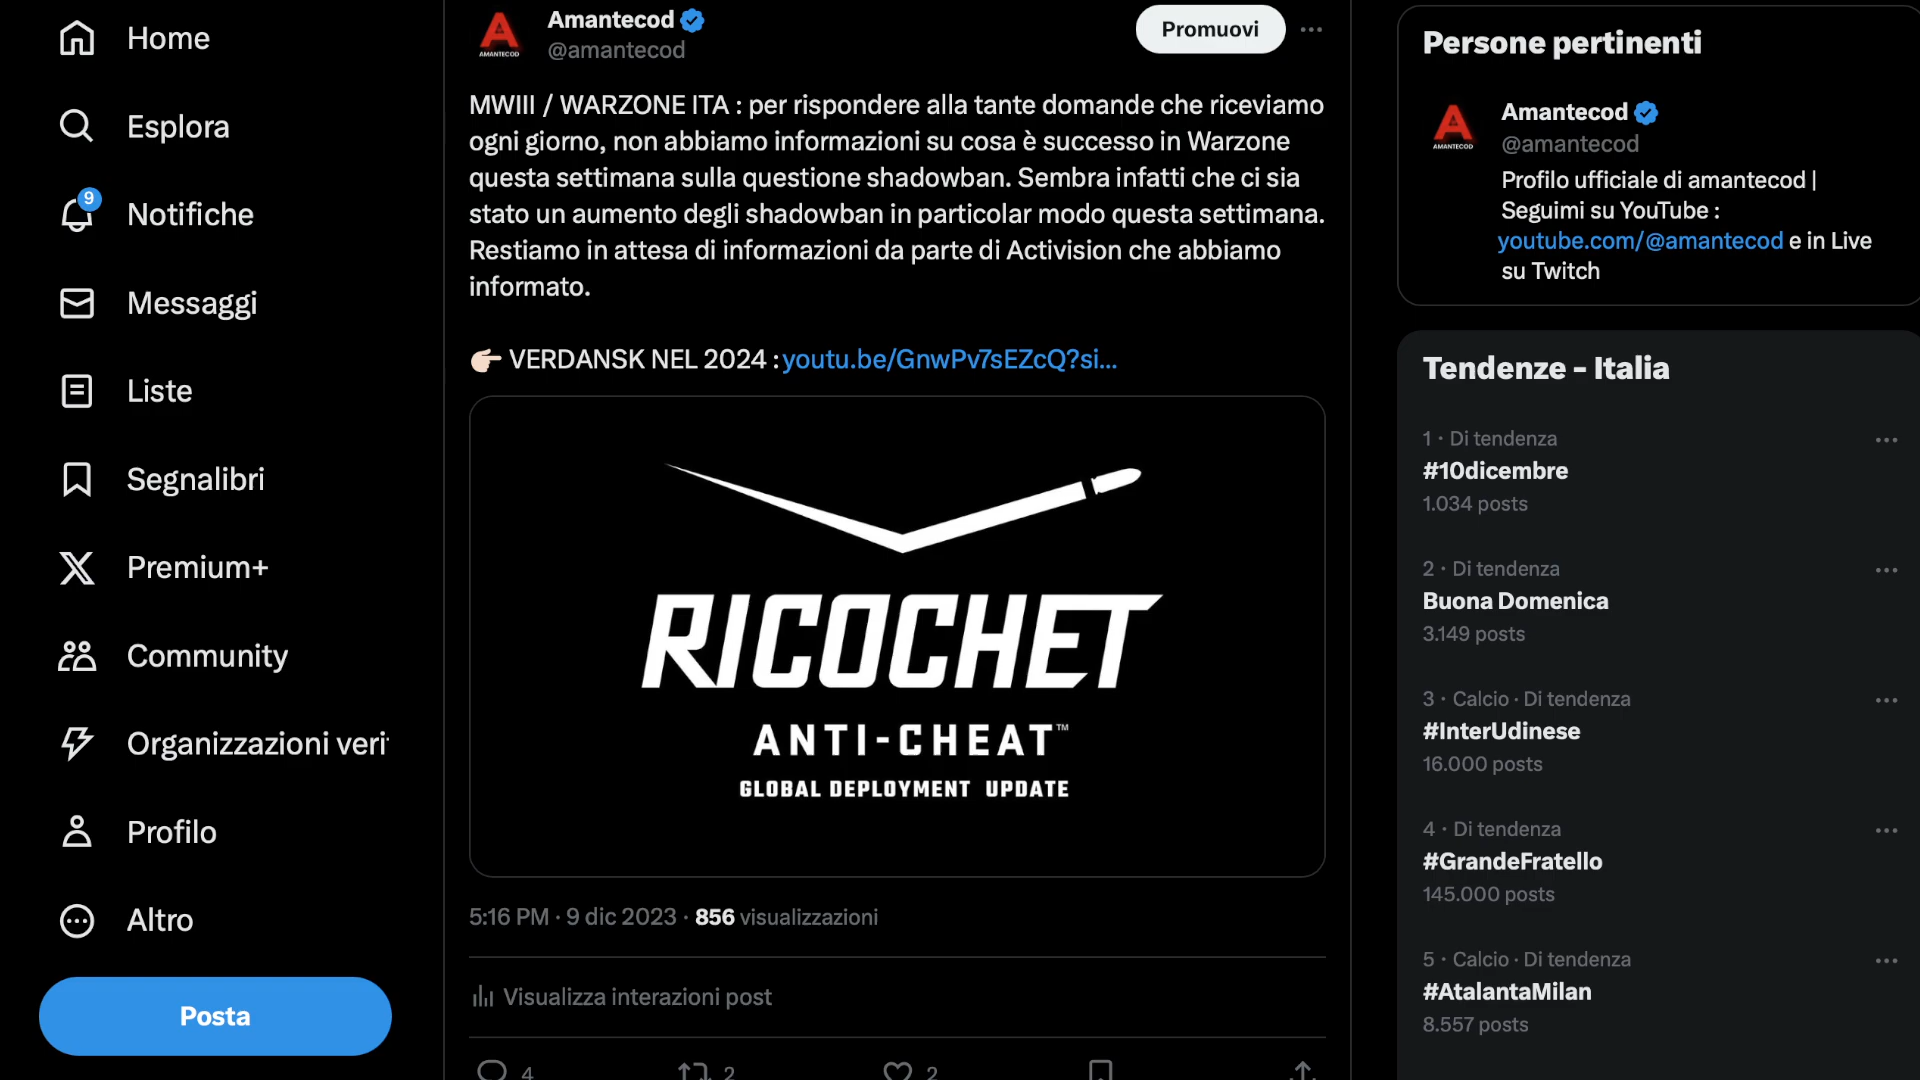 Home
Esplora
9
Notifiche
Messaggi
Liste
Segnalibri
Premium+
Community
Organizzazioni veri
Profilo
Altro
Posta
AMANTECOD
Amantecod
@amantecod
Promuovi
MWIII / WARZONE ITA : per rispondere alla tante domande che riceviamo
ogni giorno, non abbiamo informazioni su cosa è successo in Warzone
questa settimana sulla questione shadowban. Sembra infatti che ci sia
stato un aumento degli shadowban in particolar modo questa settimana.
Restiamo in attesa di informazioni da parte di Activision che abbiamo
informato.
👉🏻 VERDANSK NEL 2024 : youtu.be/GnwPv7sEZcQ?si...
RICOCHET
ANTI-CHEAT™
GLOBAL DEPLOYMENT UPDATE
5:16 PM · 9 dic 2023 · 856 visualizzazioni
Visualizza interazioni post
4 2 2
Persone pertinenti
AMANTECOD
Amantecod
@amantecod
Profilo ufficiale di amantecod |
Seguimi su YouTube :
youtube.com/@amantecod e in Live
su Twitch
Tendenze - Italia
1 · Di tendenza
#10dicembre
1.034 posts
2 · Di tendenza
Buona Domenica
3.149 posts
3 · Calcio · Di tendenza
#InterUdinese
16.000 posts
4 · Di tendenza
#GrandeFratello
145.000 posts
5 · Calcio · Di tendenza
#AtalantaMilan
8.557 posts